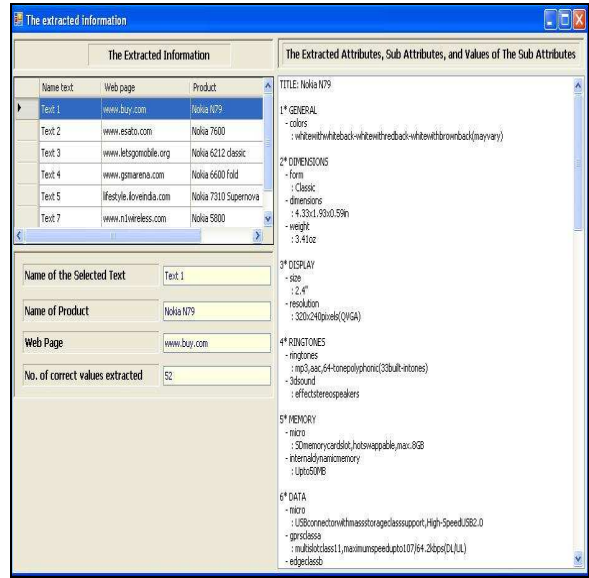 The extracted information
The Extracted Information
Name text Web page Product
Text 1 www.buy.com Nokia N79
Text 2 www.esato.com Nokia 7600
Text 3 www.letsgomobile.org Nokia 6212 classic
Text 4 www.gsmarena.com Nokia 6600 fold
Text 5 lifestyle.iloveindia.com Nokia 7310 Supernova
Text 7 www.n1wireless.com Nokia 5800
Name of the Selected Text Text 1
Name of Product Nokia N79
Web Page www.buy.com
No. of correct values extracted 52
The Extracted Attributes, Sub Attributes, and Values of The Sub Attributes
TITLE: Nokia N79
1* GENERAL
- colors
: whitewithwhiteback-whitewithredback-whitewithbrownback(mayvary)
2* DIMENSIONS
- form
: Classic
- dimensions
: 4.33x1.93x0.59in
- weight
: 3.41oz
3* DISPLAY
- size
: 2.4"
- resolution
: 320x240pixels(QVGA)
4* RINGTONES
- ringtones
: mp3,aac,64-tonepolyphonic(33built-intones)
- 3dsound
: effectstereospeakers
5* MEMORY
- micro
: SDmemorycardslot,hotswappable,max.8GB
- internaldynamicmemory
: Upto50MB
6* DATA
- micro
: USBconnectorwithmassstorageclasssupport,High-SpeedUSB2.0
- gprsclassa
: multislotclass11,maximumspeedupto107/64.2kbps(DL/UL)
- edgeclassb